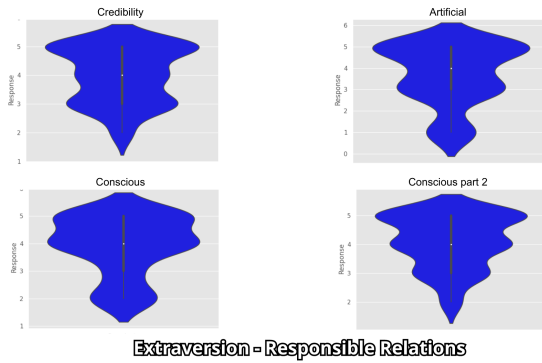 Credibility
Artificial
5
4
3
2
1
Response
6
5
4
3
2
1
0
Response
Conscious
Conscious part 2
5
4
3
2
1
Response
5
4
3
2
Response
Extraversion - Responsible Relations